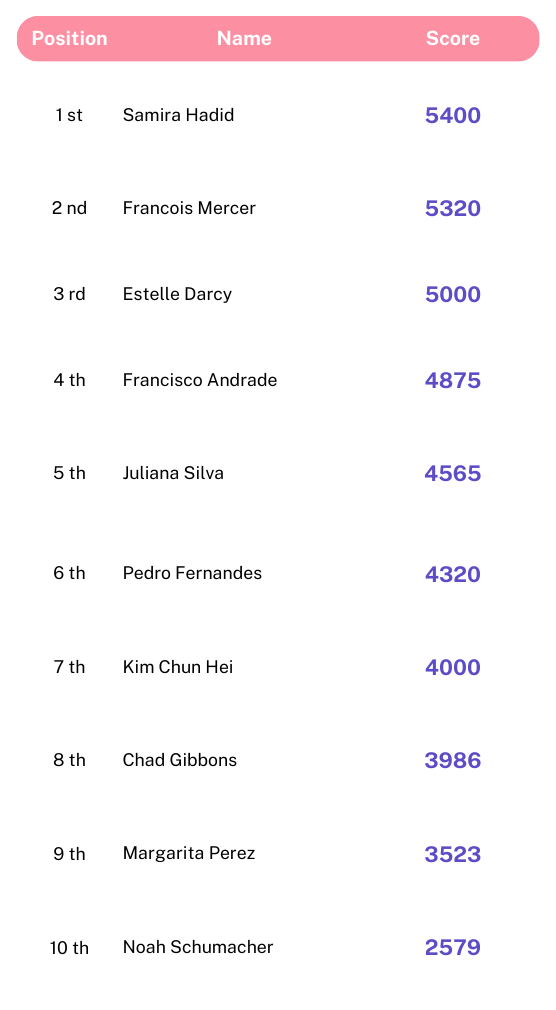 Position Name Score
1 st Samira Hadid 5400
2 nd Francois Mercer 5320
3 rd Estelle Darcy 5000
4 th Francisco Andrade 4875
5 th Juliana Silva 4565
6 th Pedro Fernandes 4320
7 th Kim Chun Hei 4000
8 th Chad Gibbons 3986
9 th Margarita Perez 3523
10 th Noah Schumacher 2579